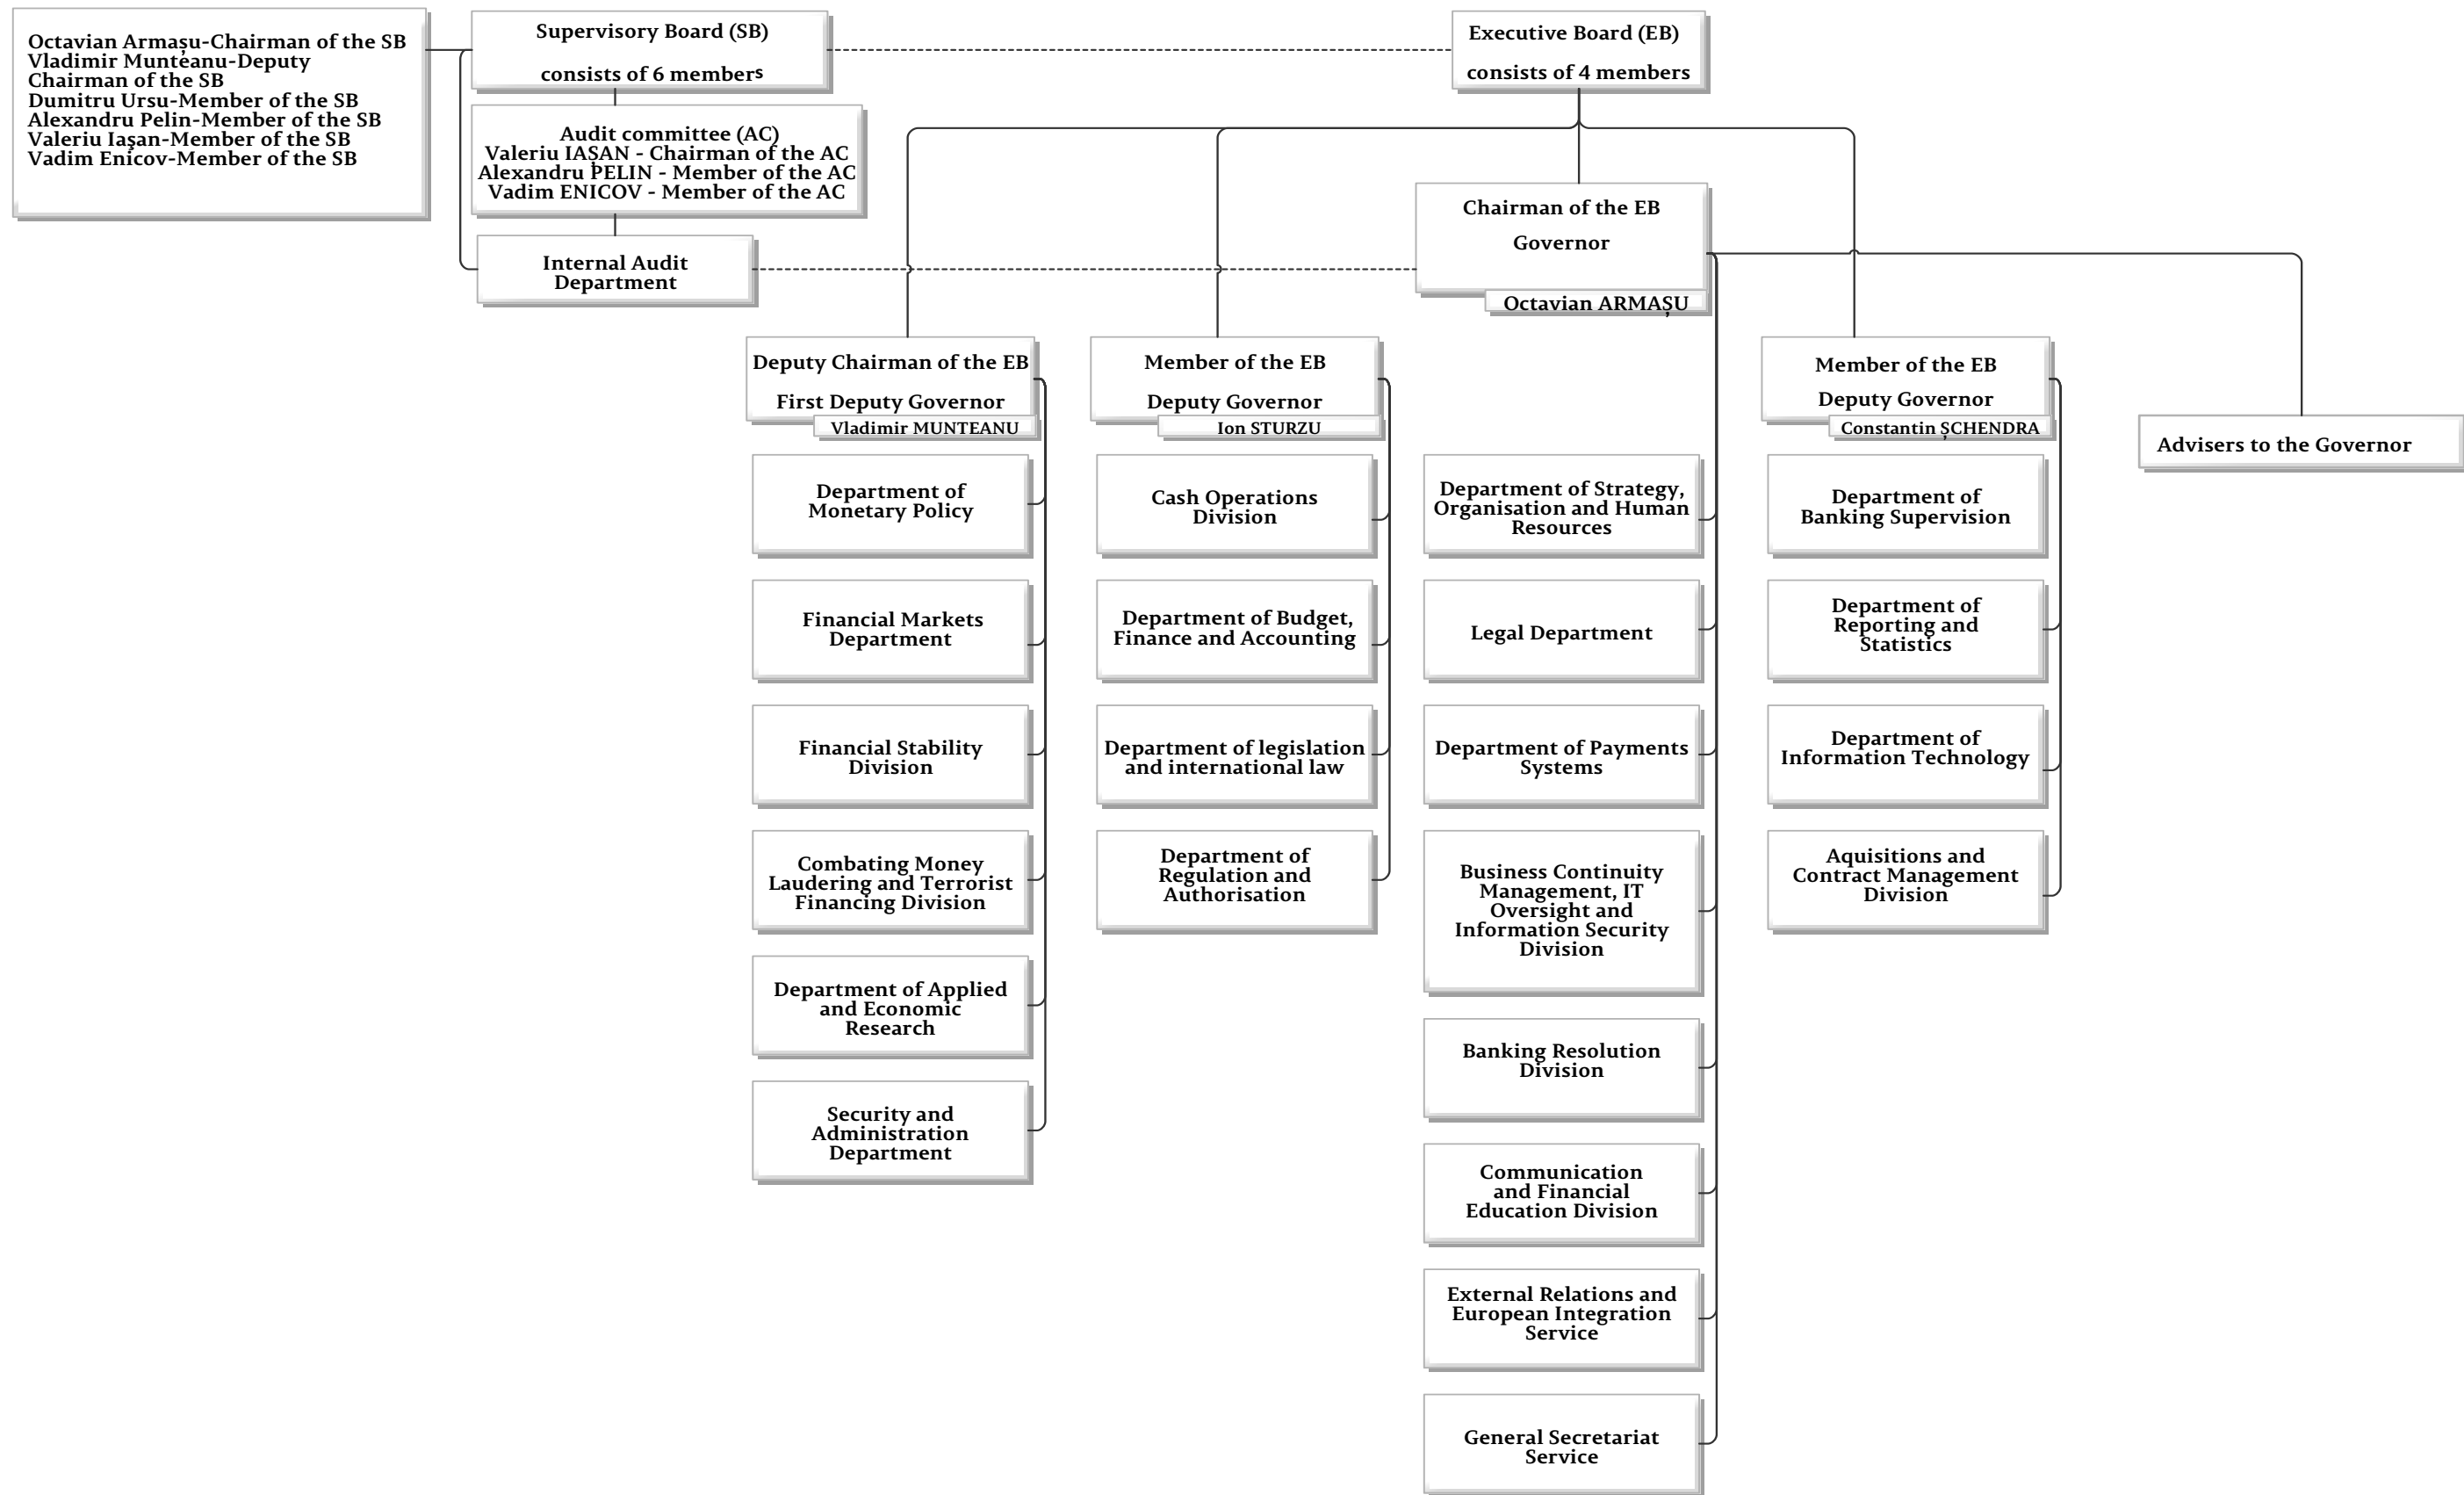 Octavian Armașu-Chairman of the SB
Vladimir Munteanu-Deputy
Chairman of the SB
Dumitru Ursu-Member of the SB
Alexandru Pelin-Member of the SB
Valeriu Iaşan-Member of the SB
Vadim Enicov-Member of the SB
Supervisory Board (SB)
consists of 6 members
Audit committee (AC)
Valeriu IAȘAN - Chairman of the AC
Alexandru PELIN - Member of the AC
Vadim ENICOV - Member of the AC
Internal Audit
Department
Executive Board (EB)
consists of 4 members
Chairman of the EB
Governor
Octavian ARMAȘU
Deputy Chairman of the EB
First Deputy Governor
Vladimir MUNTEANU
Department of
Monetary Policy
Financial Markets
Department
Financial Stability
Division
Combating Money
Laudering and Terrorist
Financing Division
Department of Applied
and Economic
Research
Security and
Administration
Department
Member of the EB
Deputy Governor
Ion STURZU
Cash Operations
Division
Department of Budget,
Finance and Accounting
Department of legislation
and international law
Department of
Regulation and
Authorisation
Department of Strategy,
Organisation and Human
Resources
Legal Department
Department of Payments
Systems
Business Continuity
Management, IT
Oversight and
Information Security
Division
Banking Resolution
Division
Communication
and Financial
Education Division
External Relations and
European Integration
Service
General Secretariat
Service
Member of the EB
Deputy Governor
Constantin ȘCHENDRA
Department of
Banking Supervision
Department of
Reporting and
Statistics
Department of
Information Technology
Aquisitions and
Contract Management
Division
Advisers to the Governor